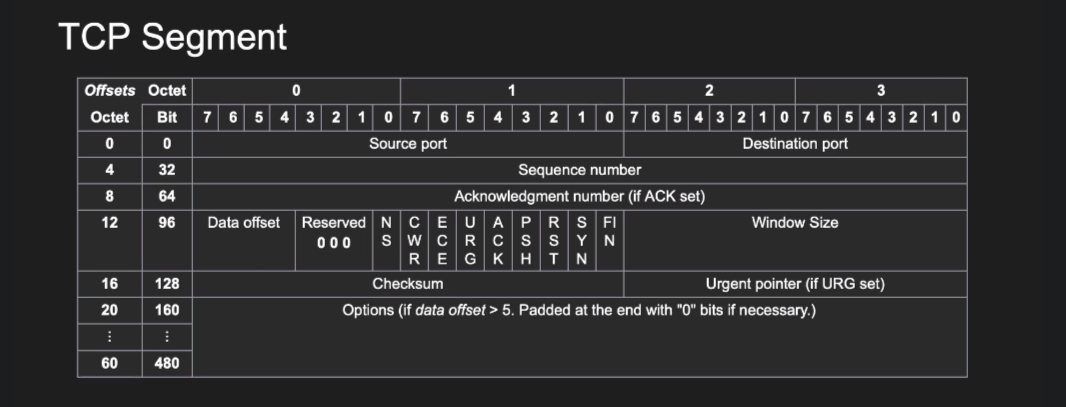 TCP Segment
Offsets Octet 0 1 2 3
Octet Bit 7 6 5 4 3 2 1 0 7 6 5 4 3 2 1 0 7 6 5 4 3 2 1 0 7 6 5 4 3 2 1 0
0 0 Source port Destination port
4 32 Sequence number
8 64 Acknowledgment number (if ACK set)
12 96 Data offset Reserved 0 0 0 NS CWR ECE URG ACK PSH RST SYN FIN Window Size
16 128 Checksum Urgent pointer (if URG set)
20 160 Options (if data offset > 5. Padded at the end with "0" bits if necessary.)
⋮ ⋮
60 480